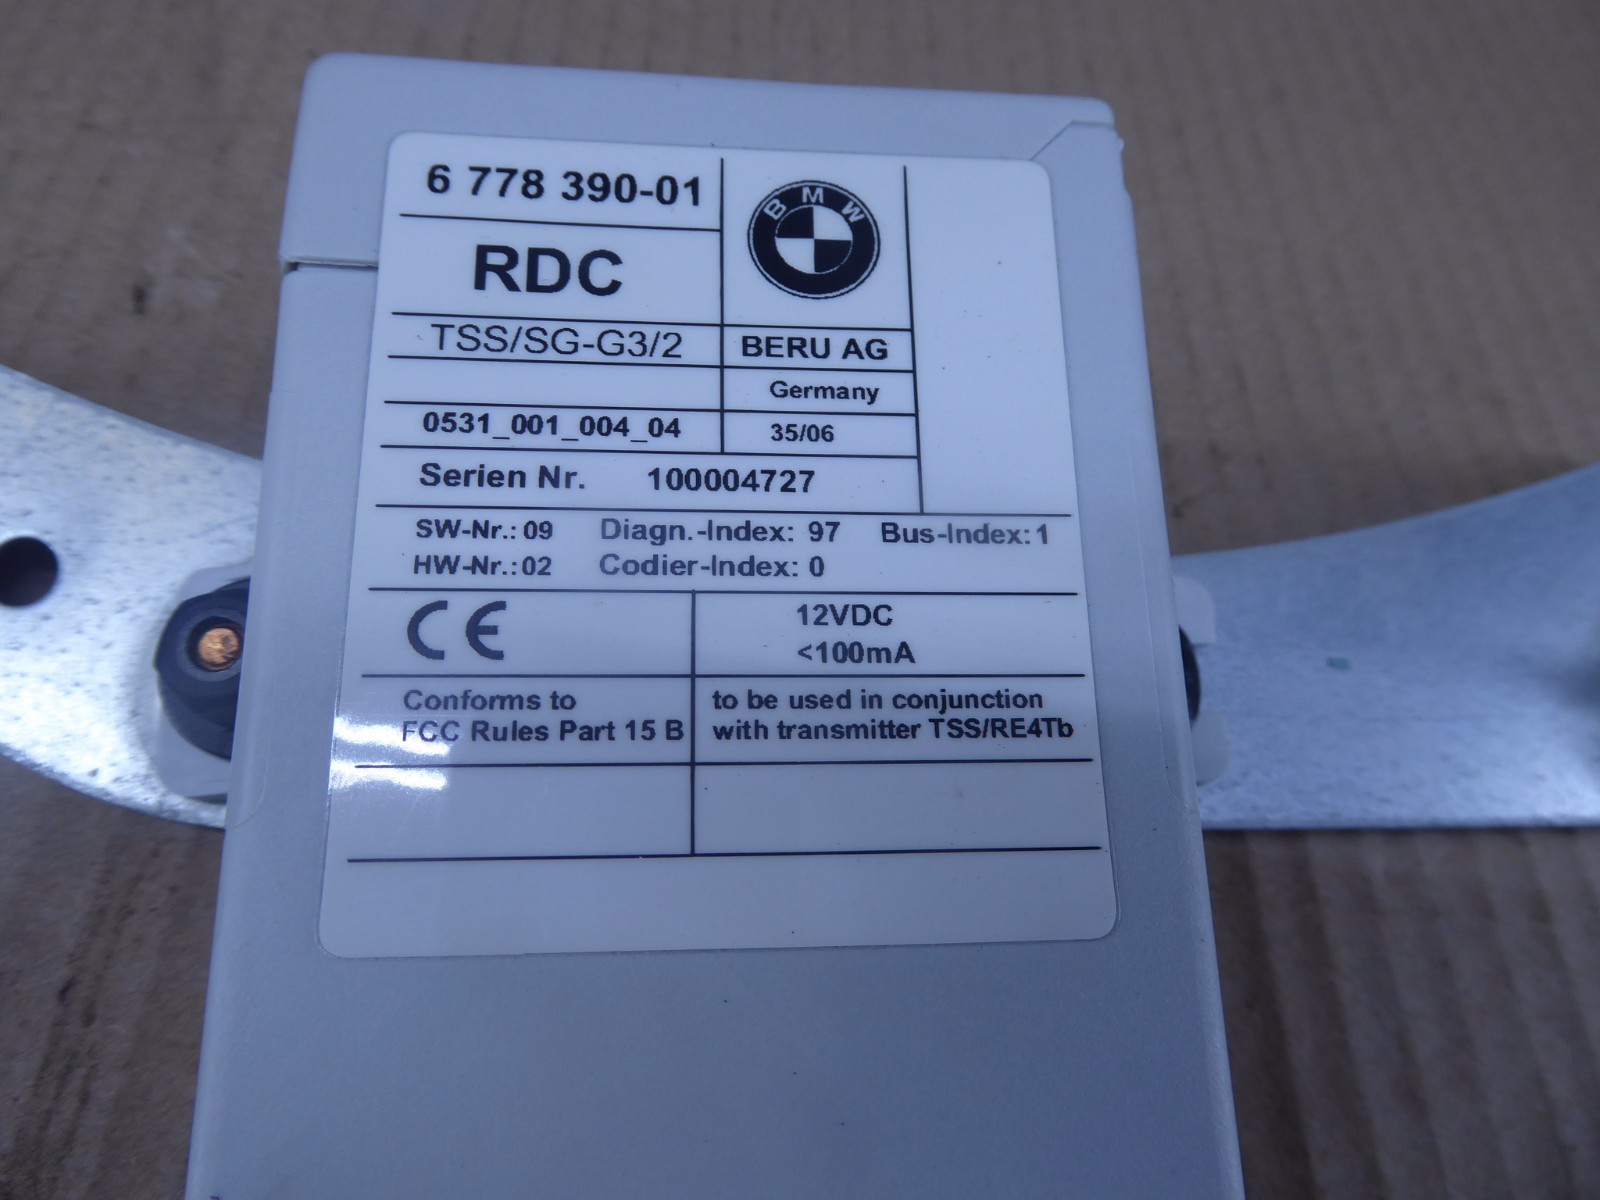 6 778 390-01
BMW
RDC
TSS/SG-G3/2
BERU AG
Germany
0531_001_004_04
35/06
Serien Nr. 100004727
SW-Nr.: 09 Diagn.-Index: 97 Bus-Index: 1
HW-Nr.: 02 Codier-Index: 0
CE
12VDC
<100mA
Conforms to
FCC Rules Part 15 B
to be used in conjunction
with transmitter TSS/RE4Tb